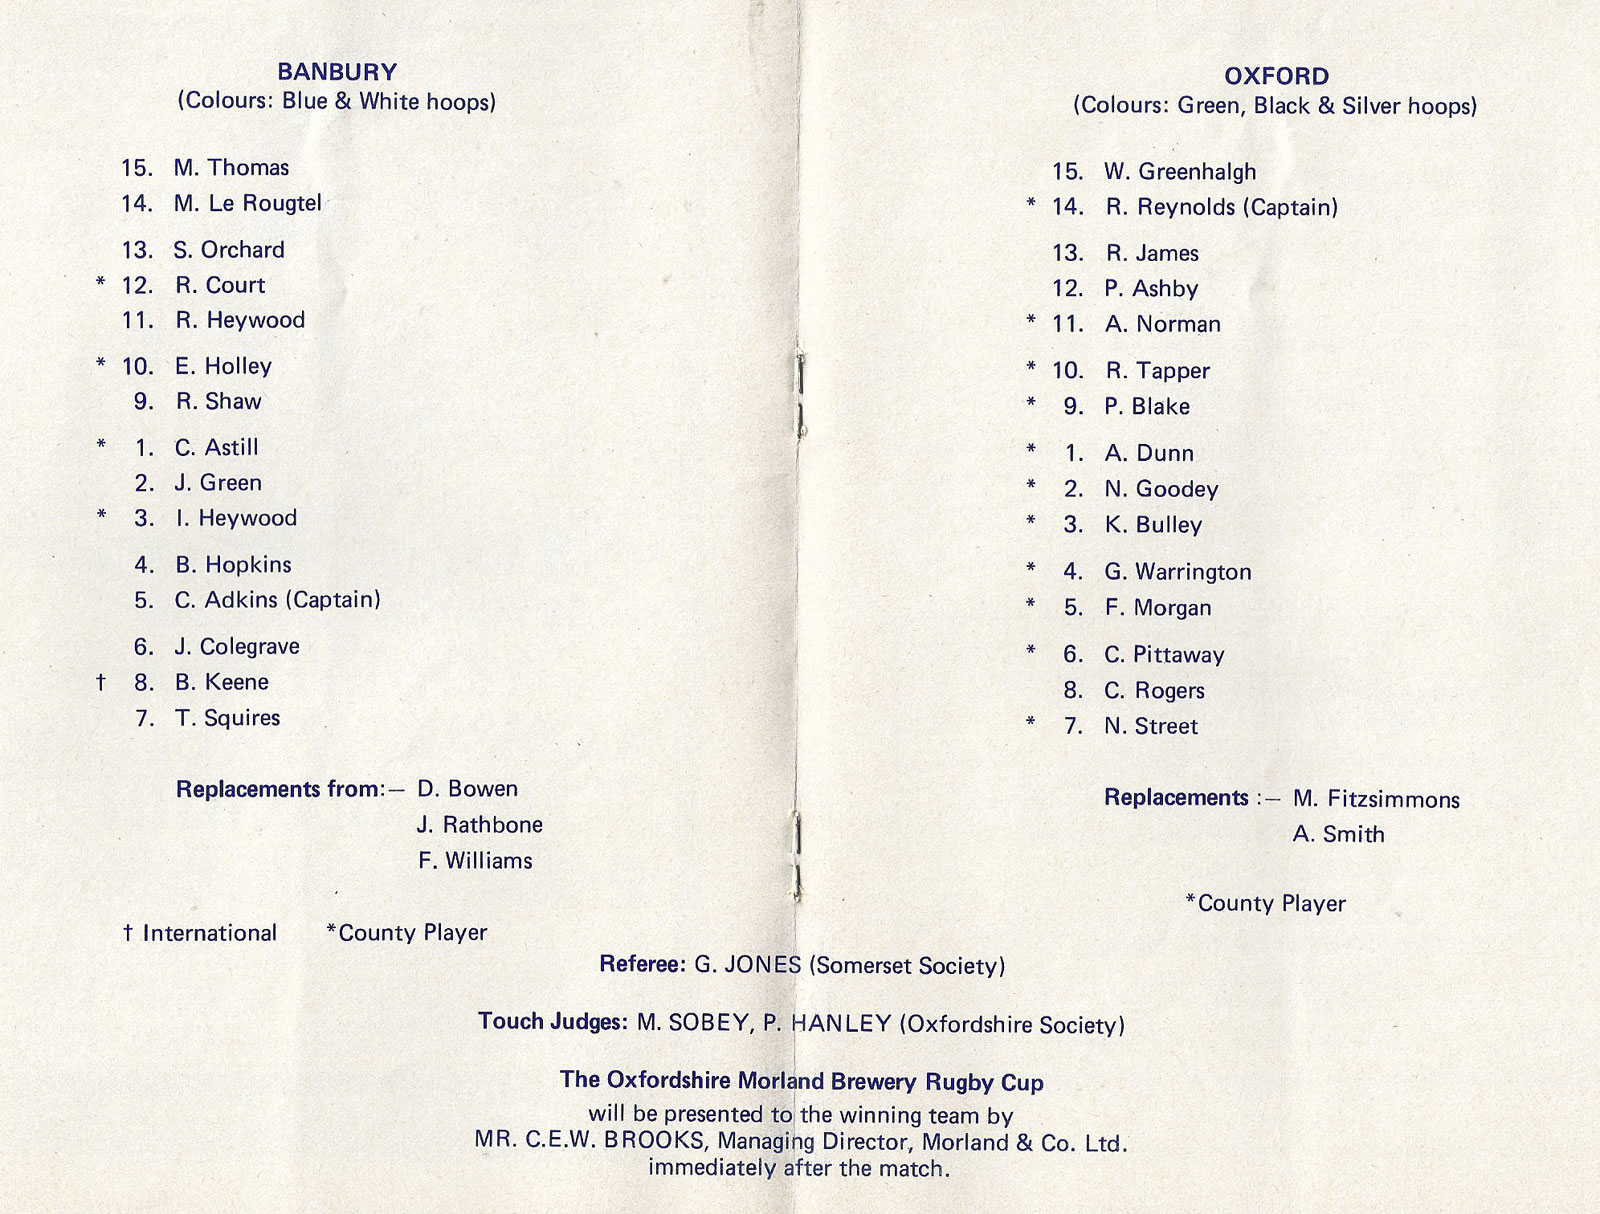 BANBURY
(Colours: Blue & White hoops)
15. M. Thomas
14. M. Le Rougtel
13. S. Orchard
* 12. R. Court
11. R. Heywood
* 10. E. Holley
9. R. Shaw
* 1. C. Astill
2. J. Green
* 3. I. Heywood
4. B. Hopkins
5. C. Adkins (Captain)
6. J. Colegrave
† 8. B. Keene
7. T. Squires
Replacements from:— D. Bowen
J. Rathbone
F. Williams
† International *County Player
OXFORD
(Colours: Green, Black & Silver hoops)
15. W. Greenhalgh
* 14. R. Reynolds (Captain)
13. R. James
12. P. Ashby
* 11. A. Norman
* 10. R. Tapper
* 9. P. Blake
* 1. A. Dunn
* 2. N. Goodey
* 3. K. Bulley
* 4. G. Warrington
* 5. F. Morgan
* 6. C. Pittaway
8. C. Rogers
* 7. N. Street
Replacements :— M. Fitzsimmons
A. Smith
*County Player
Referee: G. JONES (Somerset Society)
Touch Judges: M. SOBEY, P. HANLEY (Oxfordshire Society)
The Oxfordshire Morland Brewery Rugby Cup
will be presented to the winning team by
MR. C.E.W. BROOKS, Managing Director, Morland & Co. Ltd.
immediately after the match.